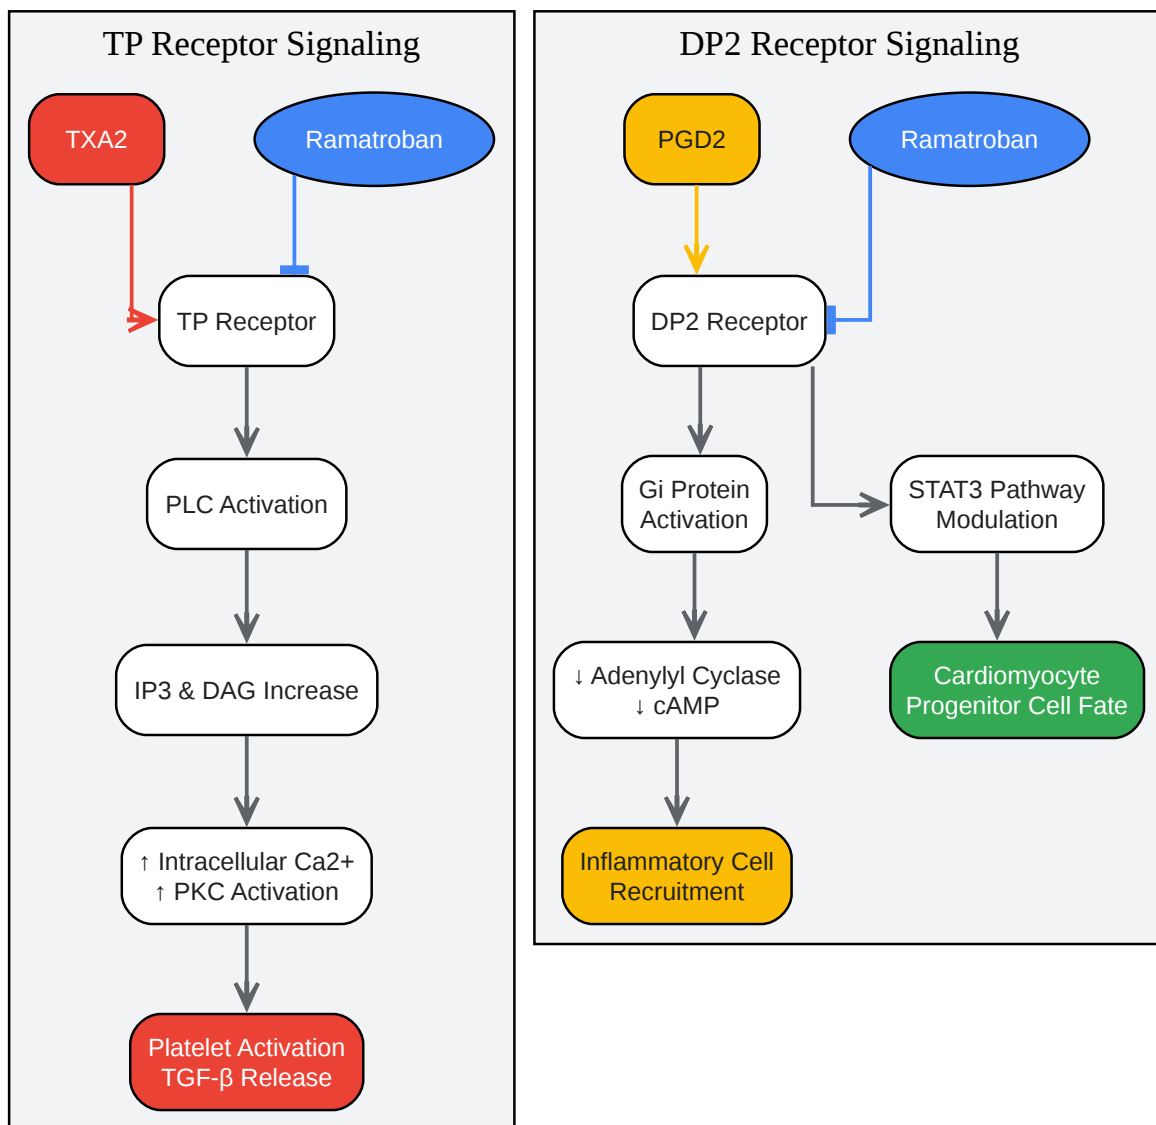 TP Receptor Signaling
TXA2
Ramatroban
TP Receptor
PLC Activation
IP3 & DAG Increase
↑ Intracellular Ca2+
↑ PKC Activation
Platelet Activation
TGF-β Release
DP2 Receptor Signaling
PGD2
Ramatroban
DP2 Receptor
Gi Protein
Activation
STAT3 Pathway
Modulation
↓ Adenylyl Cyclase
↓ cAMP
Cardiomyocyte
Progenitor Cell Fate
Inflammatory Cell
Recruitment